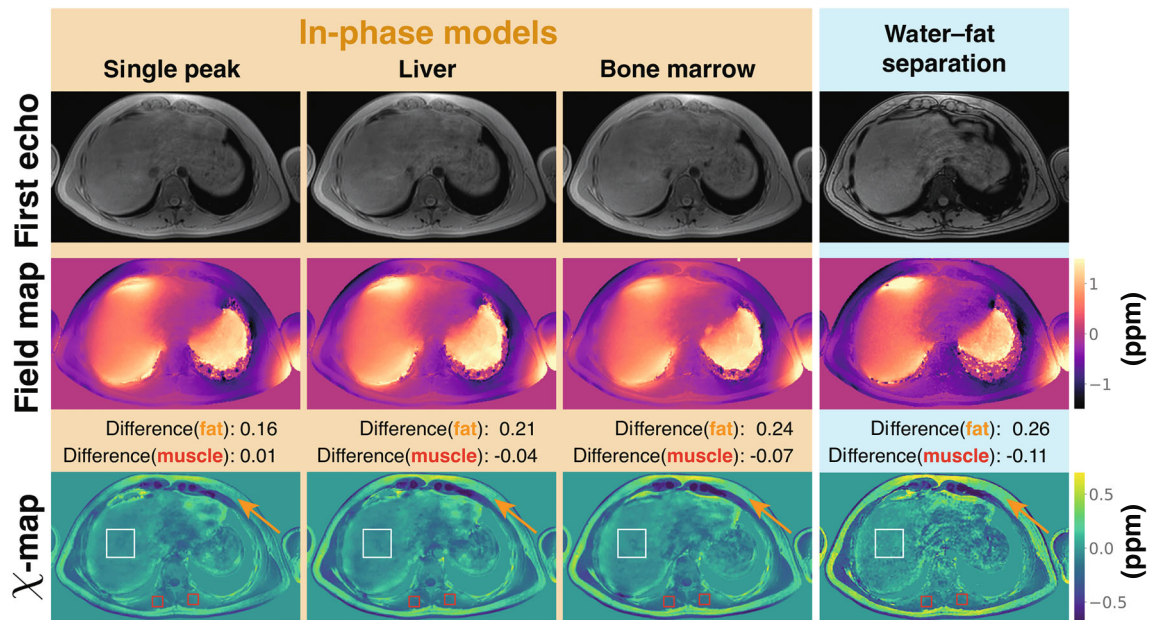 In-phase models
Water–fat
separation
Single peak
Liver
Bone marrow
First echo
Field map
1
0
−1
(ppm)
Difference(fat): 0.16
Difference(muscle): 0.01
Difference(fat): 0.21
Difference(muscle): -0.04
Difference(fat): 0.24
Difference(muscle): -0.07
Difference(fat): 0.26
Difference(muscle): -0.11
χ-map
0.5
0.0
−0.5
(ppm)